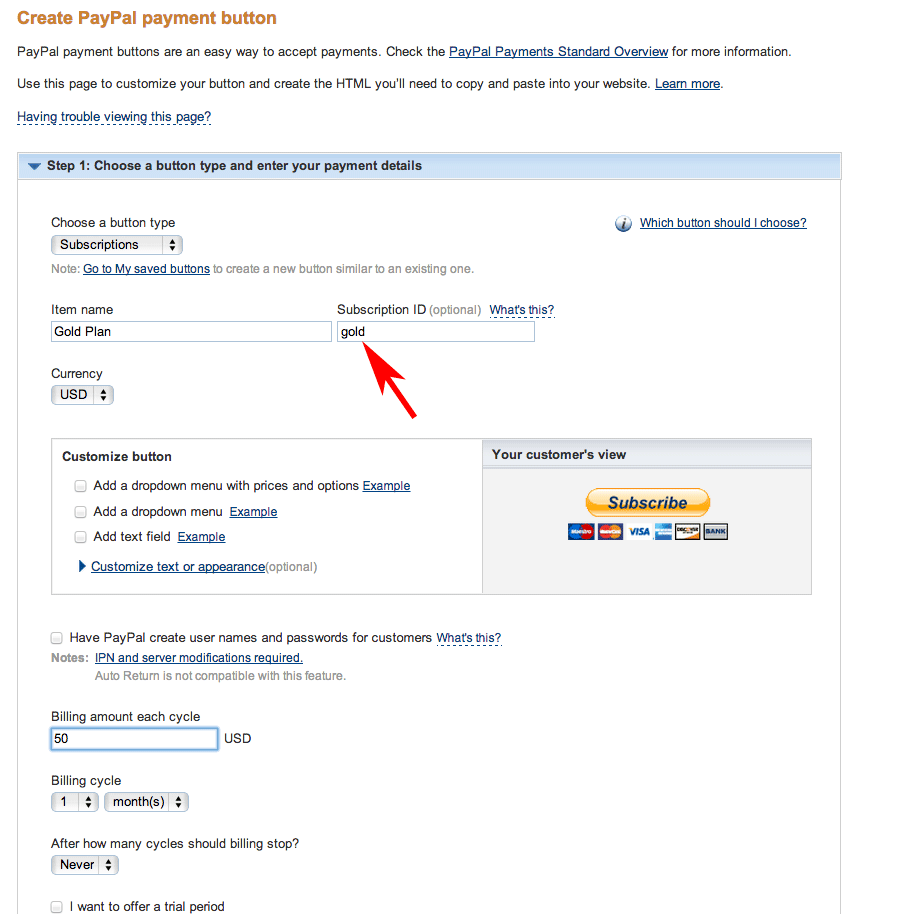 Create PayPal payment button
PayPal payment buttons are an easy way to accept payments. Check the PayPal Payments Standard Overview for more information.
Use this page to customize your button and create the HTML you'll need to copy and paste into your website. Learn more.
Having trouble viewing this page?
Step 1: Choose a button type and enter your payment details
Choose a button type
Which button should I choose?
Subscriptions
Note: Go to My saved buttons to create a new button similar to an existing one.
Item name Subscription ID (optional) What's this?
Gold Plan gold
Currency
USD
Customize button
Add a dropdown menu with prices and options Example
Add a dropdown menu Example
Add text field Example
Customize text or appearance(optional)
Your customer's view
Subscribe
Maestro MasterCard VISA DISCOVER BANK
Have PayPal create user names and passwords for customers What's this?
Notes: IPN and server modifications required.
Auto Return is not compatible with this feature.
Billing amount each cycle
50 USD
Billing cycle
1 month(s)
After how many cycles should billing stop?
Never
I want to offer a trial period